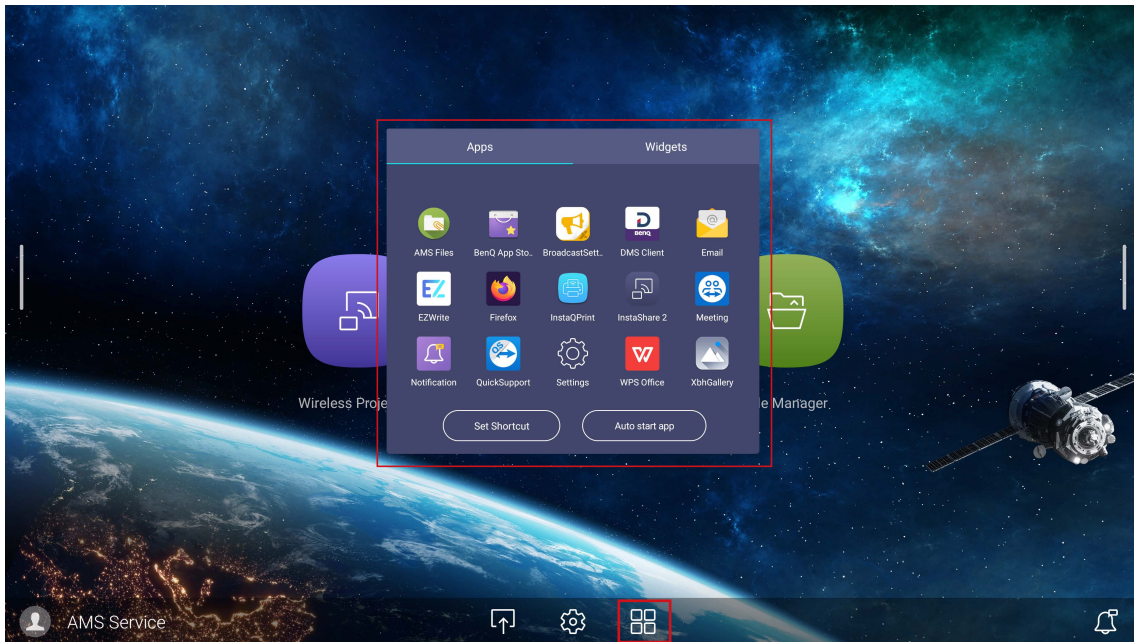 Apps Widgets
AMS Files BenQ App Sto.. BroadcastSett.. DMS Client Email
EZWrite Firefox InstaQPrint InstaShare 2 Meeting
Notification QuickSupport Settings WPS Office XbhGallery
Wireless Proje le Manager
Set Shortcut Auto start app
AMS Service